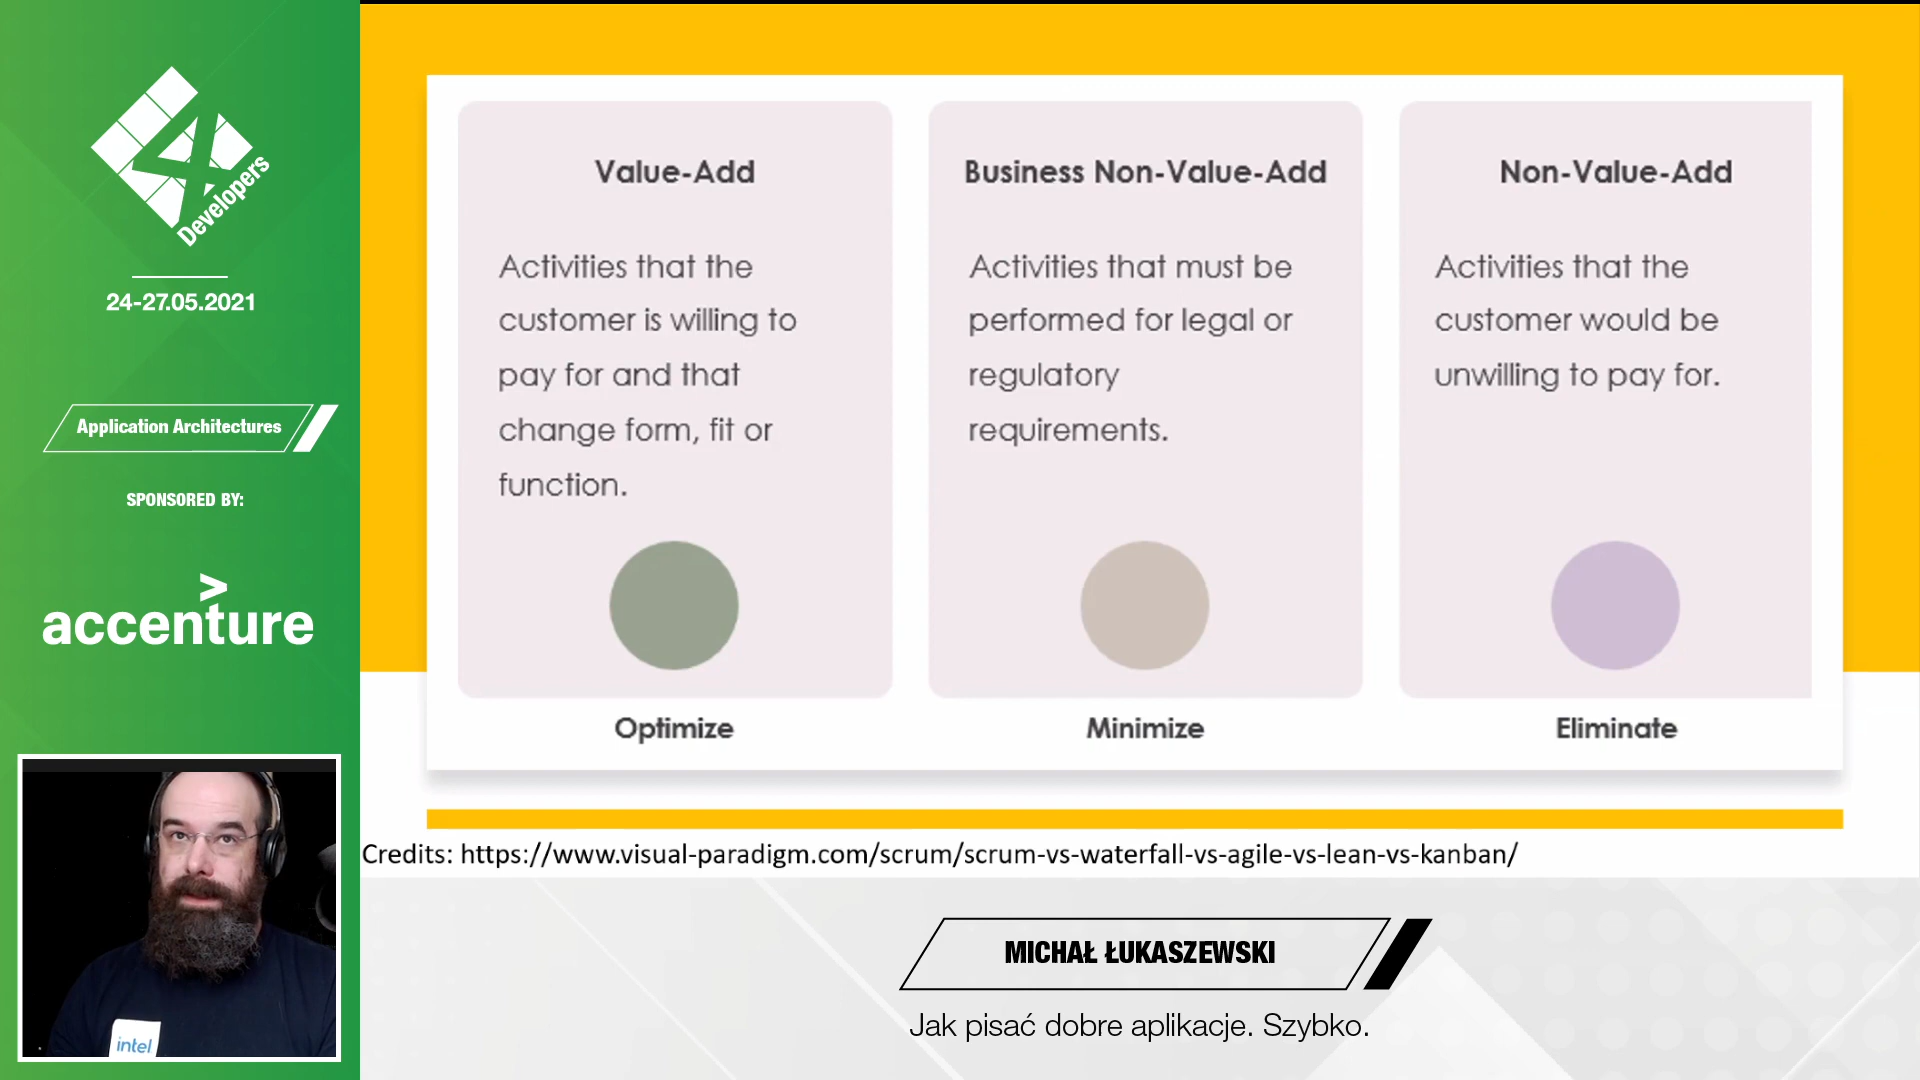 4
Developers
24-27.05.2021
Application Architectures
SPONSORED BY:
accenture
intel
Value-Add
Activities that the
customer is willing to
pay for and that
change form, fit or
function.
Optimize
Business Non-Value-Add
Activities that must be
performed for legal or
regulatory
requirements.
Minimize
Non-Value-Add
Activities that the
customer would be
unwilling to pay for.
Eliminate
Credits: https://www.visual-paradigm.com/scrum/scrum-vs-waterfall-vs-agile-vs-lean-vs-kanban/
MICHAŁ ŁUKASZEWSKI
Jak pisać dobre aplikacje. Szybko.